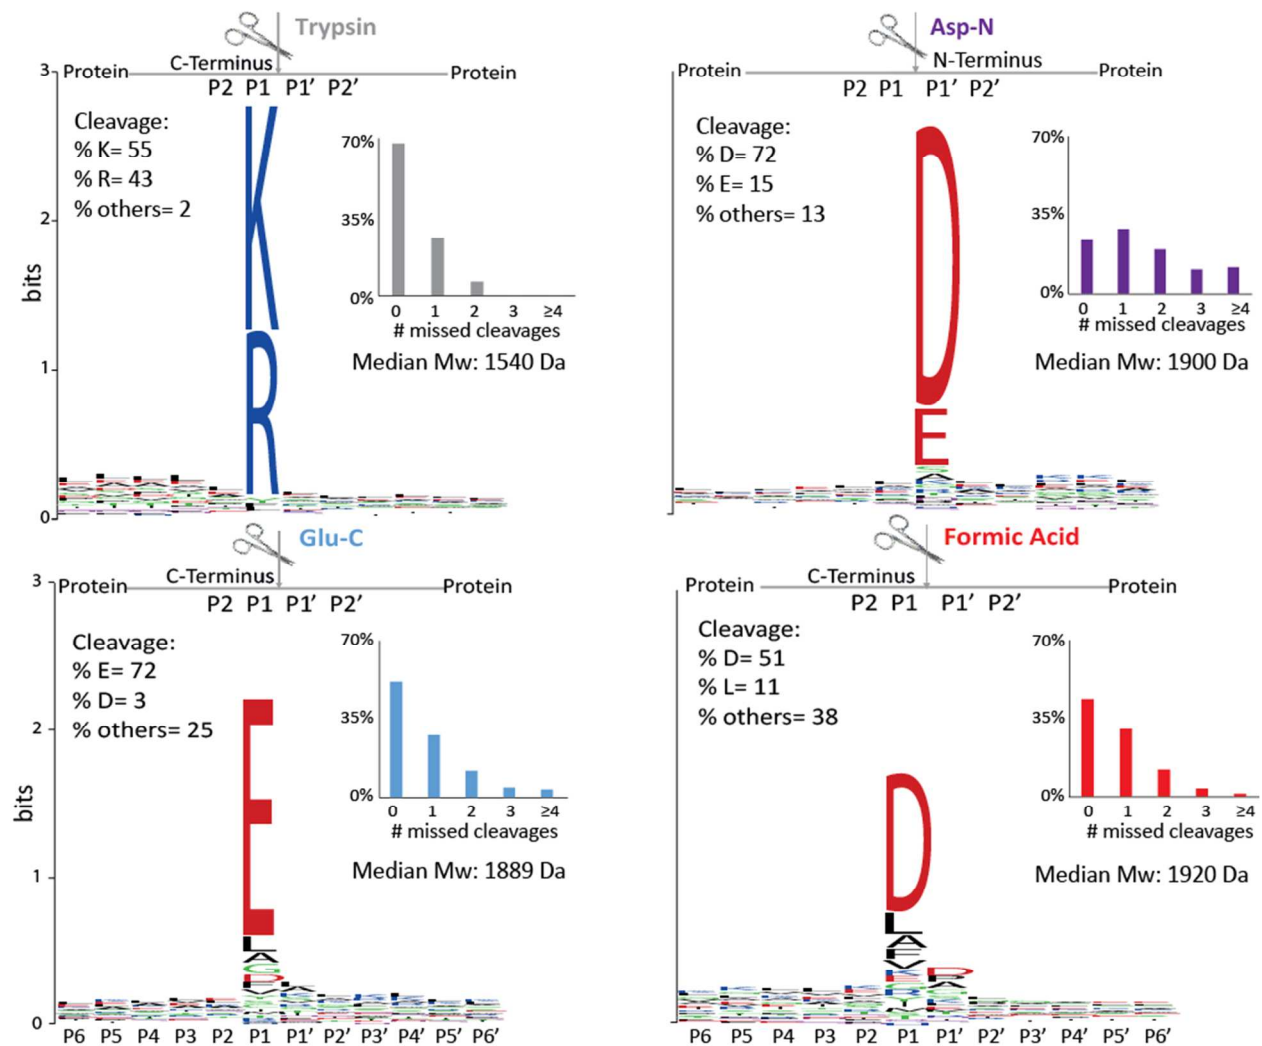 Trypsin
3 Protein C-Terminus Protein
P2 P1 P1' P2'
Cleavage:
% K= 55
% R= 43
% others= 2
70%
35%
0%
0 1 2 3 ≥4
# missed cleavages
Median Mw: 1540 Da
2
bits
1
0
K
R
Asp-N
Protein N-Terminus Protein
P2 P1 P1' P2'
Cleavage:
% D= 72
% E= 15
% others= 13
70%
35%
0%
0 1 2 3 ≥4
# missed cleavages
Median Mw: 1900 Da
D
E
Glu-C
3 Protein C-Terminus Protein
P2 P1 P1' P2'
Cleavage:
% E= 72
% D= 3
% others= 25
70%
35%
0%
0 1 2 3 ≥4
# missed cleavages
Median Mw: 1889 Da
2
bits
1
0
E
L
A
G
D
P6 P5 P4 P3 P2 P1 P1' P2' P3' P4' P5' P6'
Formic Acid
Protein C-Terminus Protein
P2 P1 P1' P2'
Cleavage:
% D= 51
% L= 11
% others= 38
70%
35%
0%
0 1 2 3 ≥4
# missed cleavages
Median Mw: 1920 Da
D
L
A
P6 P5 P4 P3 P2 P1 P1' P2' P3' P4' P5' P6'